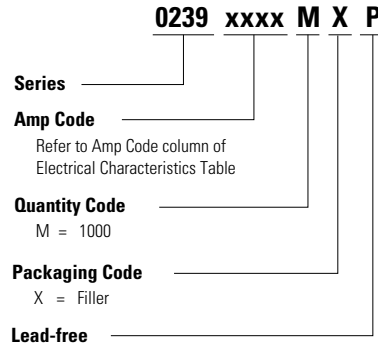 0239 xxxx M X P
Series
Amp Code
Refer to Amp Code column of
Electrical Characteristics Table
Quantity Code
M = 1000
Packaging Code
X = Filler
Lead-free